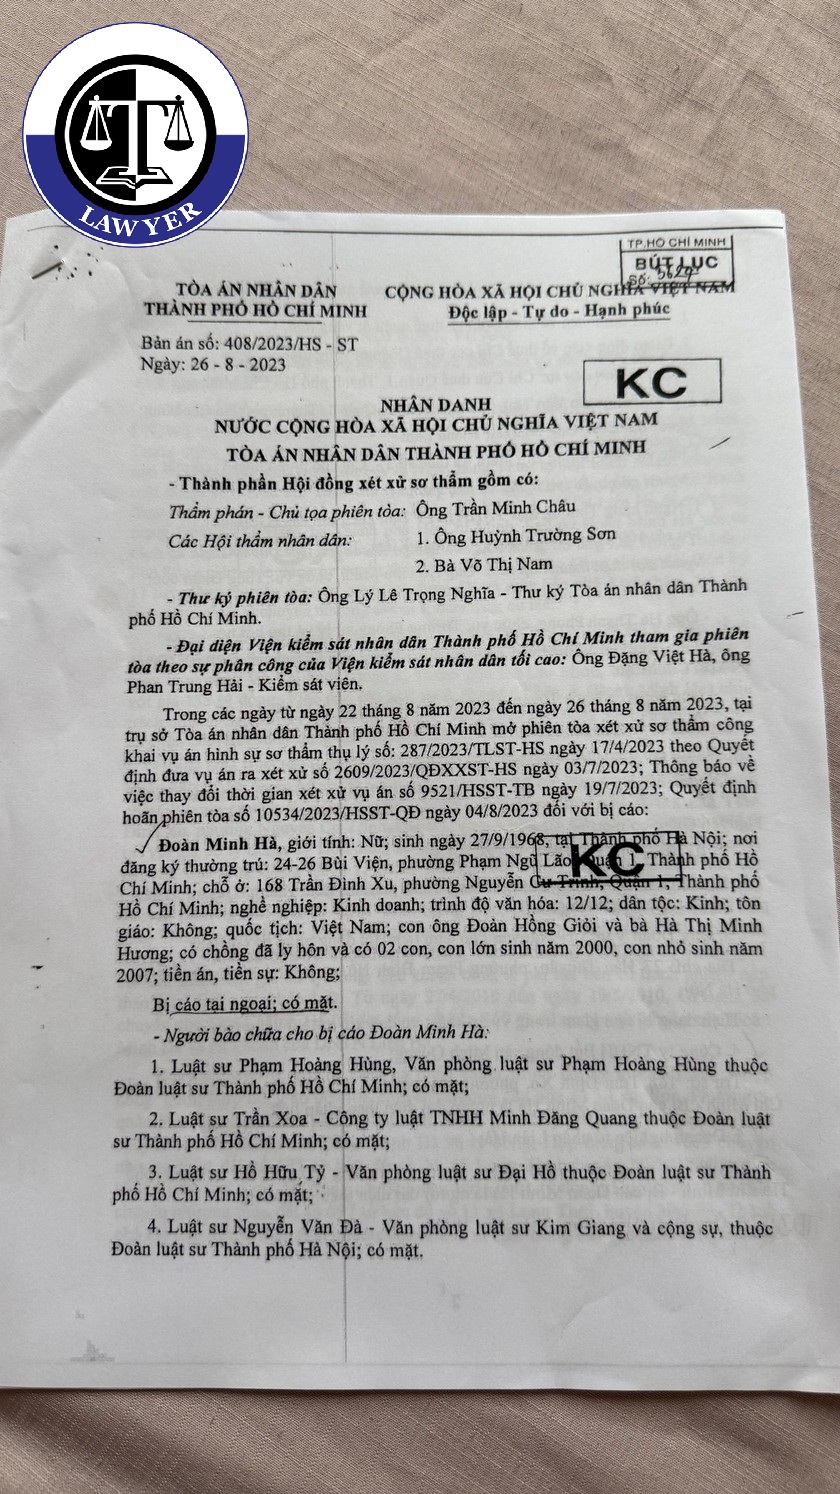 LAWYER
TP.HỒ CHÍ MINH
BÚT LỤC
TÒA ÁN NHÂN DÂN
THÀNH PHỐ HỒ CHÍ MINH
CỘNG HÒA XÃ HỘI CHỦ NGHĨA VIỆT NAM
Độc lập - Tự do - Hạnh phúc
Bản án số: 408/2023/HS - ST
Ngày: 26 - 8 - 2023
KC
NHÂN DANH
NƯỚC CỘNG HÒA XÃ HỘI CHỦ NGHĨA VIỆT NAM
TÒA ÁN NHÂN DÂN THÀNH PHỐ HỒ CHÍ MINH
- Thành phần Hội đồng xét xử sơ thẩm gồm có:
Thẩm phán - Chủ tọa phiên tòa: Ông Trần Minh Châu
Các Hội thẩm nhân dân: 1. Ông Huỳnh Trường Sơn
2. Bà Võ Thị Nam
- Thư ký phiên tòa: Ông Lý Lê Trọng Nghĩa - Thư ký Tòa án nhân dân Thành
phố Hồ Chí Minh.
- Đại diện Viện kiểm sát nhân dân Thành phố Hồ Chí Minh tham gia phiên
tòa theo sự phân công của Viện kiểm sát nhân dân tối cao: Ông Đặng Việt Hà, ông
Phan Trung Hải - Kiểm sát viên.
Trong các ngày từ ngày 22 tháng 8 năm 2023 đến ngày 26 tháng 8 năm 2023, tại
trụ sở Tòa án nhân dân Thành phố Hồ Chí Minh mở phiên tòa xét xử sơ thẩm công
khai vụ án hình sự sơ thẩm thụ lý số: 287/2023/TLST-HS ngày 17/4/2023 theo Quyết
định đưa vụ án ra xét xử số 2609/2023/QĐXXST-HS ngày 03/7/2023; Thông báo về
việc thay đổi thời gian xét xử vụ án số 9521/HSST-TB ngày 19/7/2023; Quyết định
hoãn phiên tòa số 10534/2023/HSST-QĐ ngày 04/8/2023 đối với bị cáo:
Đoàn Minh Hà, giới tính: Nữ; sinh ngày 27/9/1968, tại Thành phố Hà Nội; nơi
đăng ký thường trú: 24-26 Bùi Viện, phường Phạm Ngũ Lão, Quận 1, Thành phố Hồ
KC
Chí Minh; chỗ ở: 168 Trần Đình Xu, phường Nguyễn Cư Trinh, Quận 1, Thành phố
Hồ Chí Minh; nghề nghiệp: Kinh doanh; trình độ văn hóa: 12/12; dân tộc: Kinh; tôn
giáo: Không; quốc tịch: Việt Nam; con ông Đoàn Hồng Giỏi và bà Hà Thị Minh
Hương; có chồng đã ly hôn và có 02 con, con lớn sinh năm 2000, con nhỏ sinh năm
2007; tiền án, tiền sự: Không;
Bị cáo tại ngoại; có mặt.
- Người bào chữa cho bị cáo Đoàn Minh Hà:
1. Luật sư Phạm Hoàng Hùng, Văn phòng luật sư Phạm Hoàng Hùng thuộc
Đoàn luật sư Thành phố Hồ Chí Minh; có mặt;
2. Luật sư Trần Xoa - Công ty luật TNHH Minh Đăng Quang thuộc Đoàn luật
sư Thành phố Hồ Chí Minh; có mặt;
3. Luật sư Hồ Hữu Tỷ - Văn phòng luật sư Đại Hồ thuộc Đoàn luật sư Thành
phố Hồ Chí Minh; có mặt;
4. Luật sư Nguyễn Văn Đà - Văn phòng luật sư Kim Giang và cộng sự, thuộc
Đoàn luật sư Thành phố Hà Nội; có mặt.